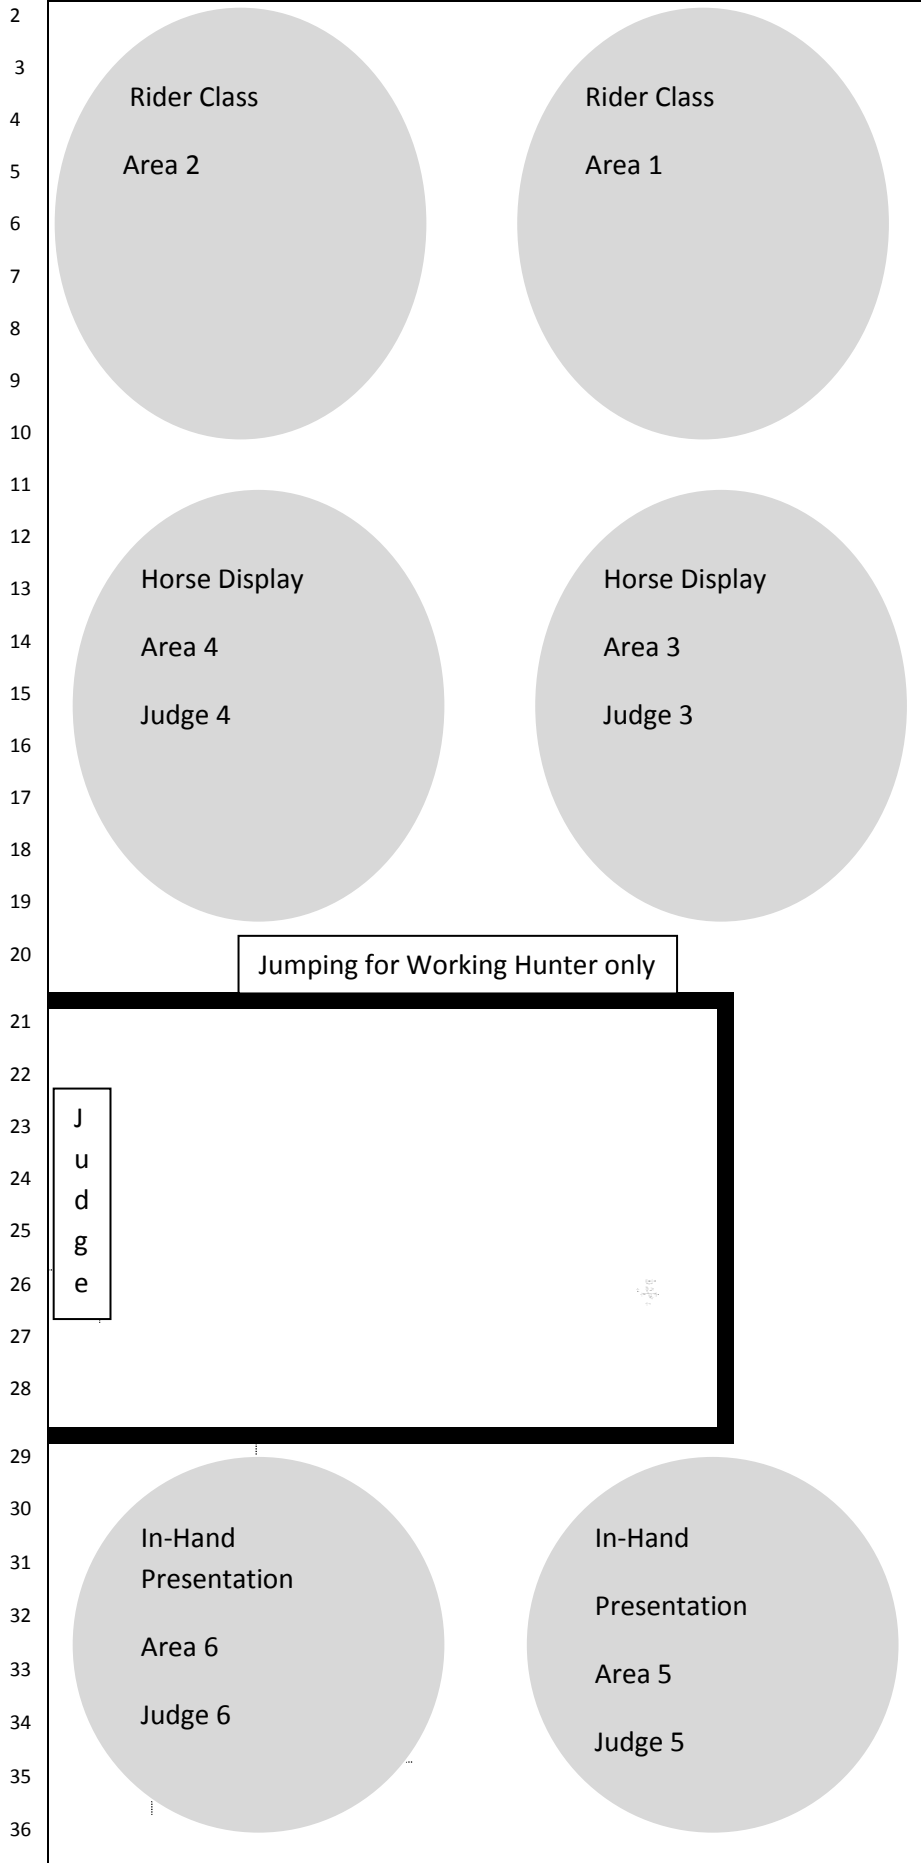 2
3
4
5
6
7
8
9
10
11
12
13
14
15
16
17
18
19
20
21
22
23
24
25
26
27
28
29
30
31
32
33
34
35
36
Rider Class
Area 2
Rider Class
Area 1
Horse Display
Area 4
Judge 4
Horse Display
Area 3
Judge 3
Jumping for Working Hunter only
J
u
d
g
e
In-Hand
Presentation
Area 6
Judge 6
In-Hand
Presentation
Area 5
Judge 5